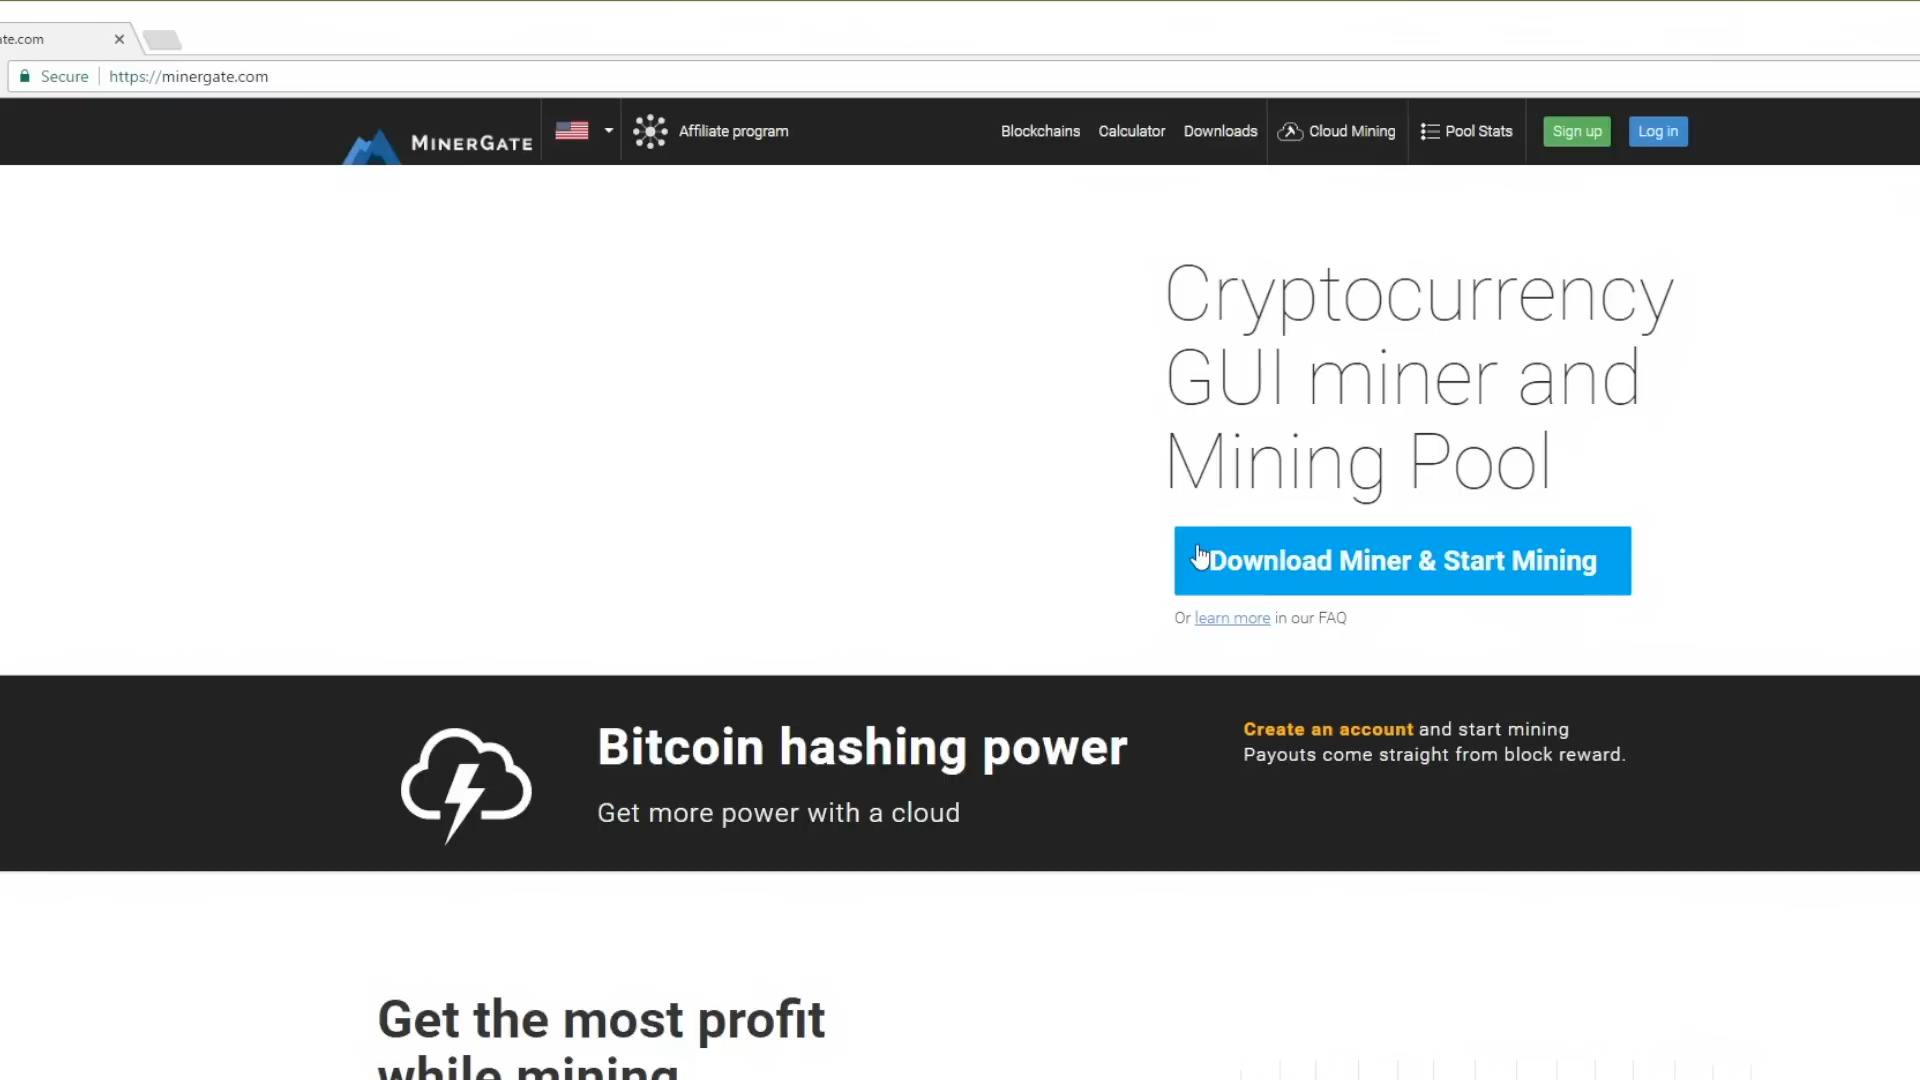 ate.com
Secure https://minergate.com
MINERGATE Affiliate program Blockchains Calculator Downloads Cloud Mining Pool Stats Sign up Log in
Cryptocurrency
GUI miner and
Mining Pool
Download Miner & Start Mining
Or learn more in our FAQ
Bitcoin hashing power
Get more power with a cloud
Create an account and start mining
Payouts come straight from block reward.
Get the most profit
while mining